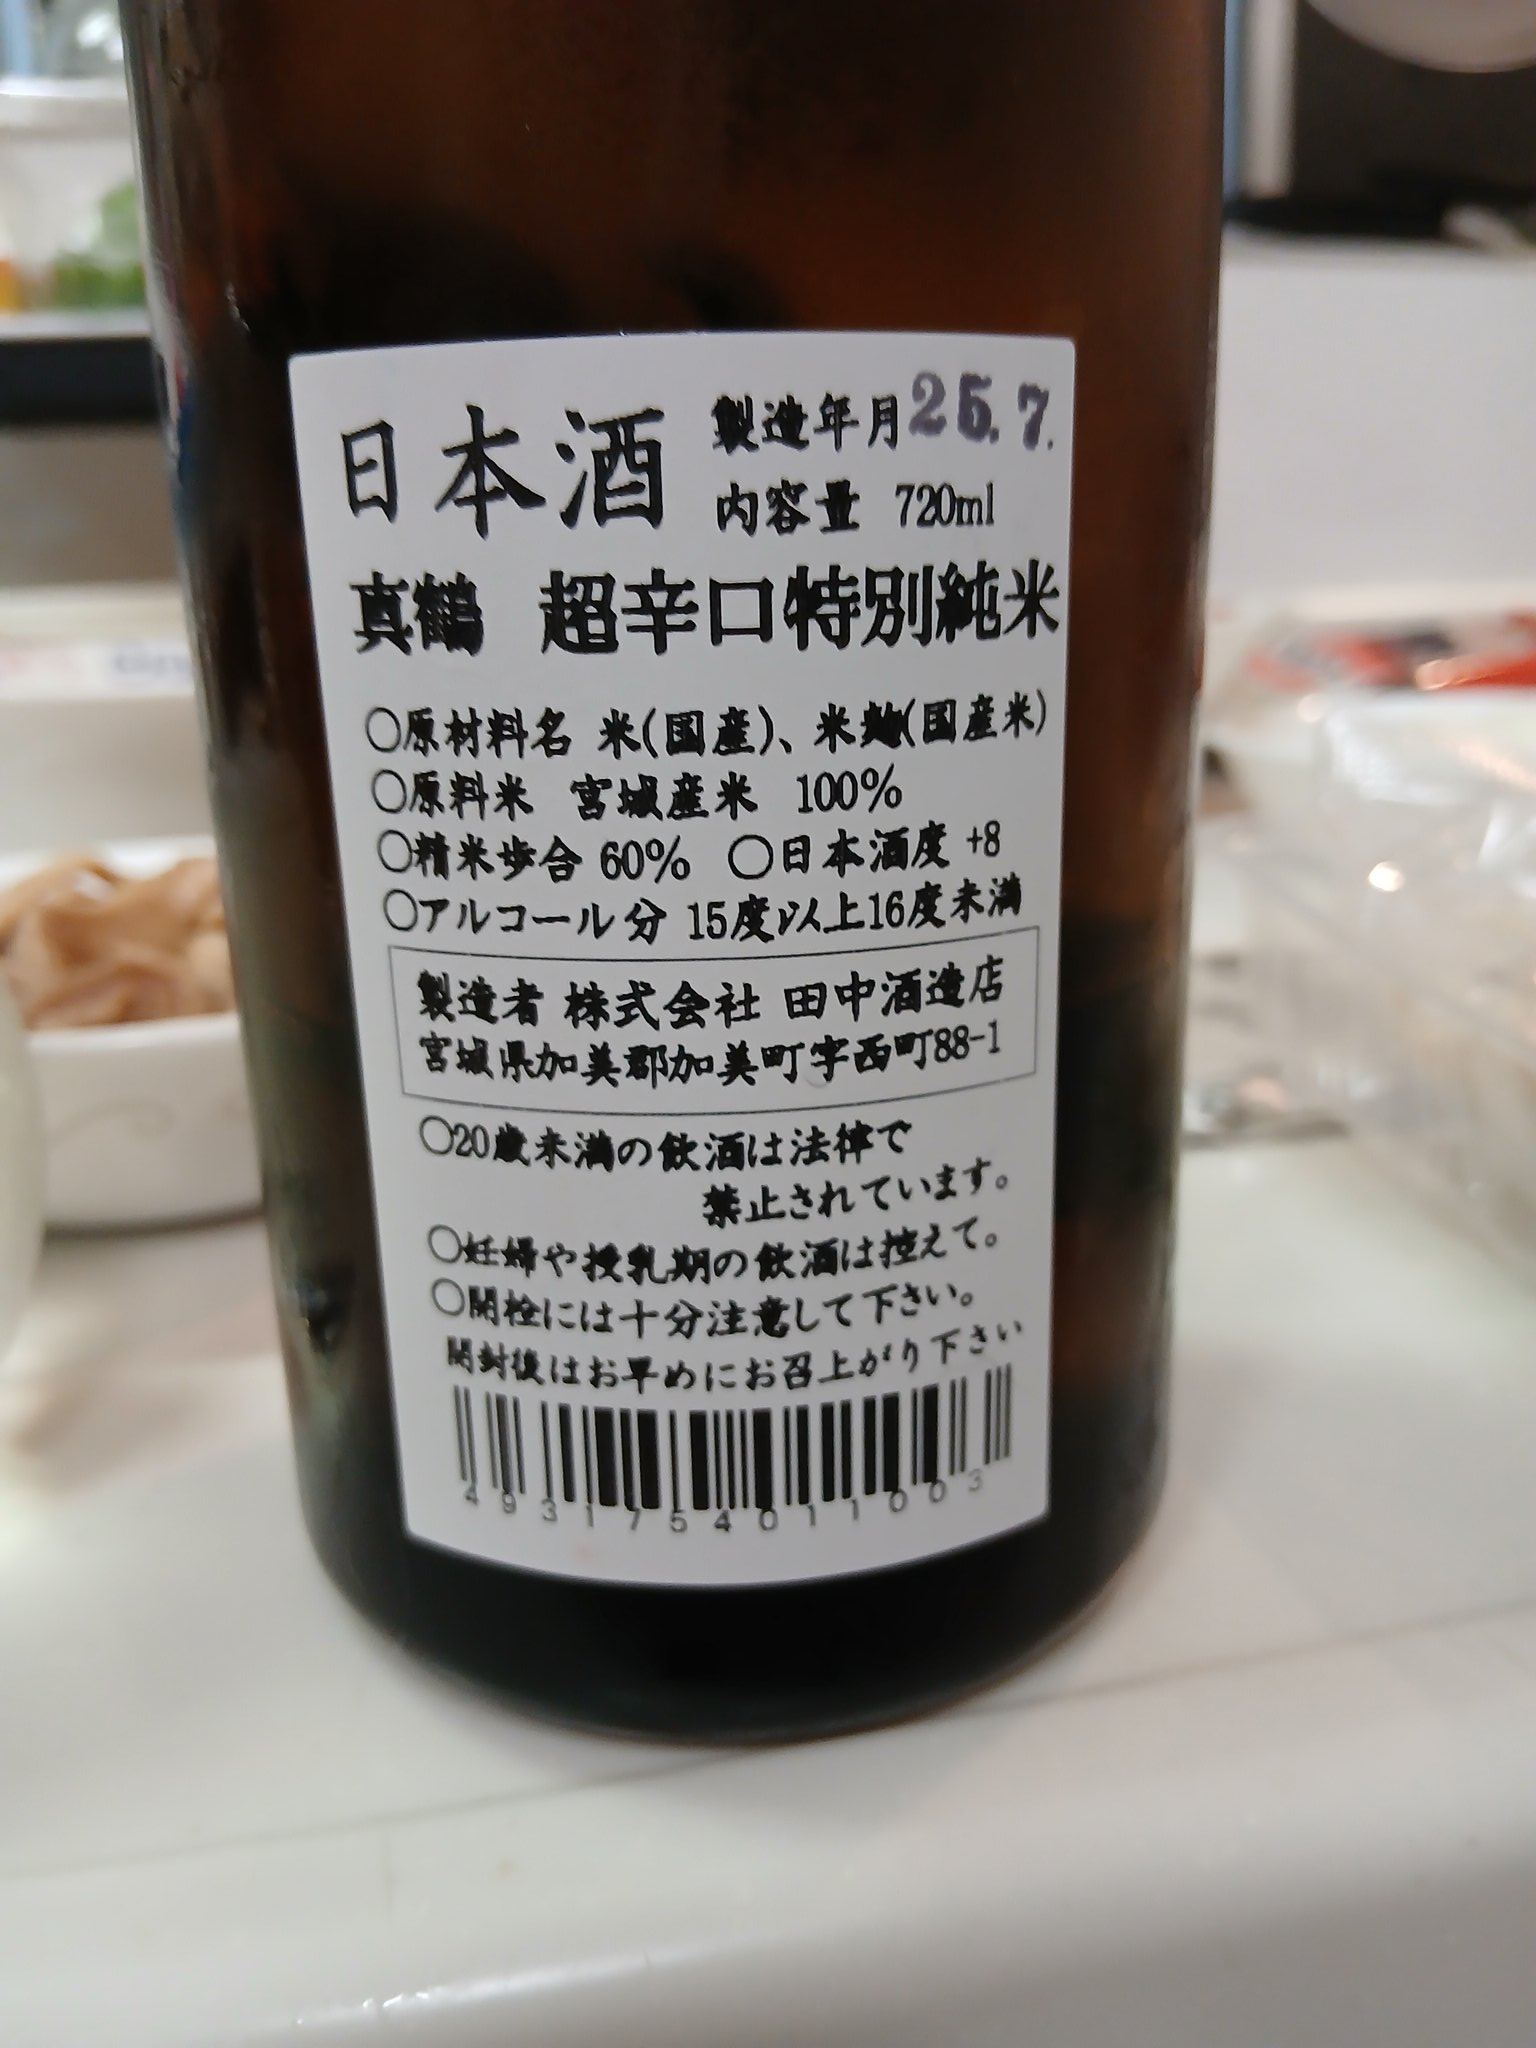 日本酒
製造年月 25.7.
内容量 720ml
真鶴 超辛口特別純米
○原材料名 米(国産)、米麹(国産米)
○原料米 宮城産米 100%
○精米歩合 60% ○日本酒度 +8
○アルコール分 15度以上16度未満
製造者 株式会社 田中酒造店
宮城県加美郡加美町字西町88-1
○20歳未満の飲酒は法律で
禁止されています。
○妊婦や授乳期の飲酒は控えて。
○開栓には十分注意して下さい。
開封後はお早めにお召上がり下さい
4931754011003